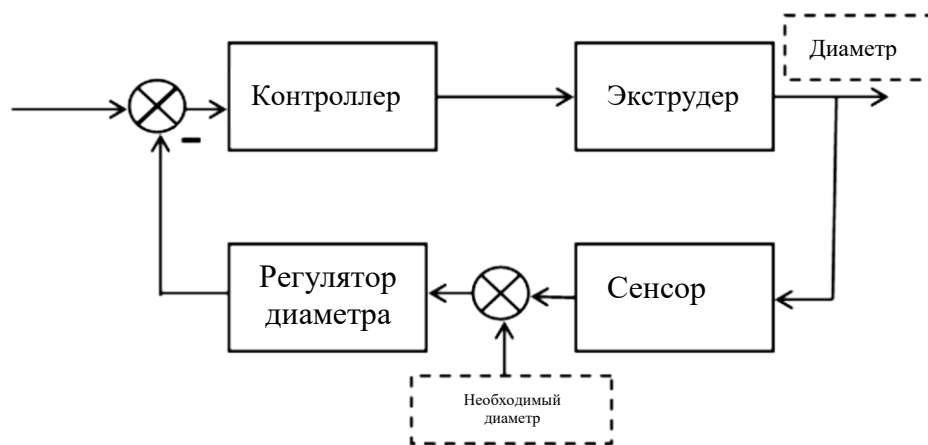 Диаметр
Контроллер
Экструдер
Регулятор
диаметра
Сенсор
Необходимый
диаметр